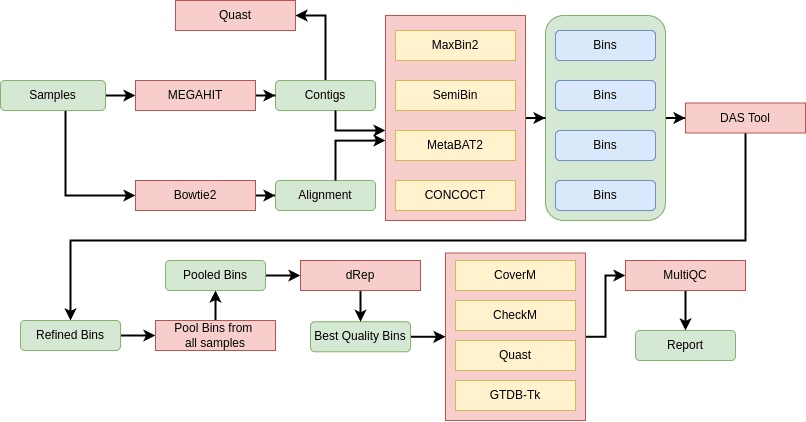 Quast
Samples
MEGAHIT
Contigs
Bowtie2
Alignment
MaxBin2
SemiBin
MetaBAT2
CONCOCT
Bins
Bins
Bins
Bins
DAS Tool
Refined Bins
Pool Bins from
all samples
Pooled Bins
dRep
Best Quality Bins
CoverM
CheckM
Quast
GTDB-Tk
MultiQC
Report